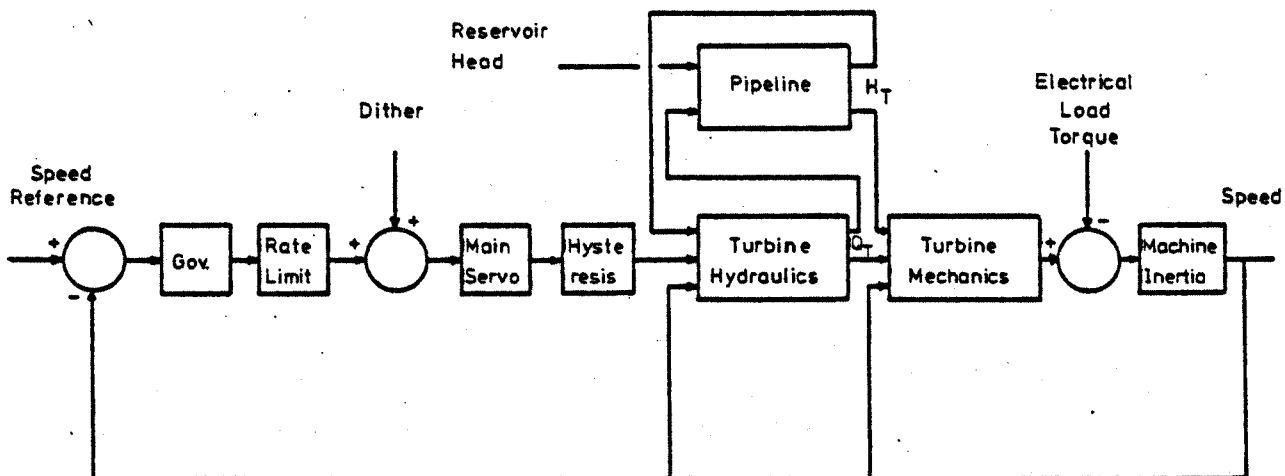 Reservoir
Head
Pipeline
H_T
Electrical
Load
Torque
Dither
Speed
Reference
Speed
+
-
Gov.
Rate
Limit
+
+
Main
Servo
Hyste
resis
Turbine
Hydraulics
Q_T
Turbine
Mechanics
+
-
Machine
Inertia